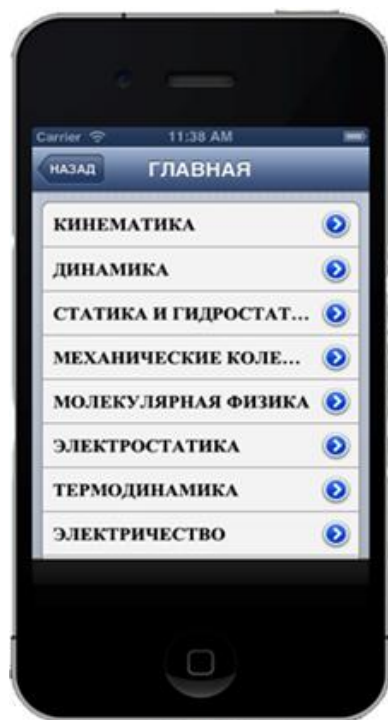 Carrier 11:38 AM
НАЗАД ГЛАВНАЯ
КИНЕМАТИКА
ДИНАМИКА
СТАТИКА И ГИДРОСТАТ...
МЕХАНИЧЕСКИЕ КОЛЕ...
МОЛЕКУЛЯРНАЯ ФИЗИКА
ЭЛЕКТРОСТАТИКА
ТЕРМОДИНАМИКА
ЭЛЕКТРИЧЕСТВО